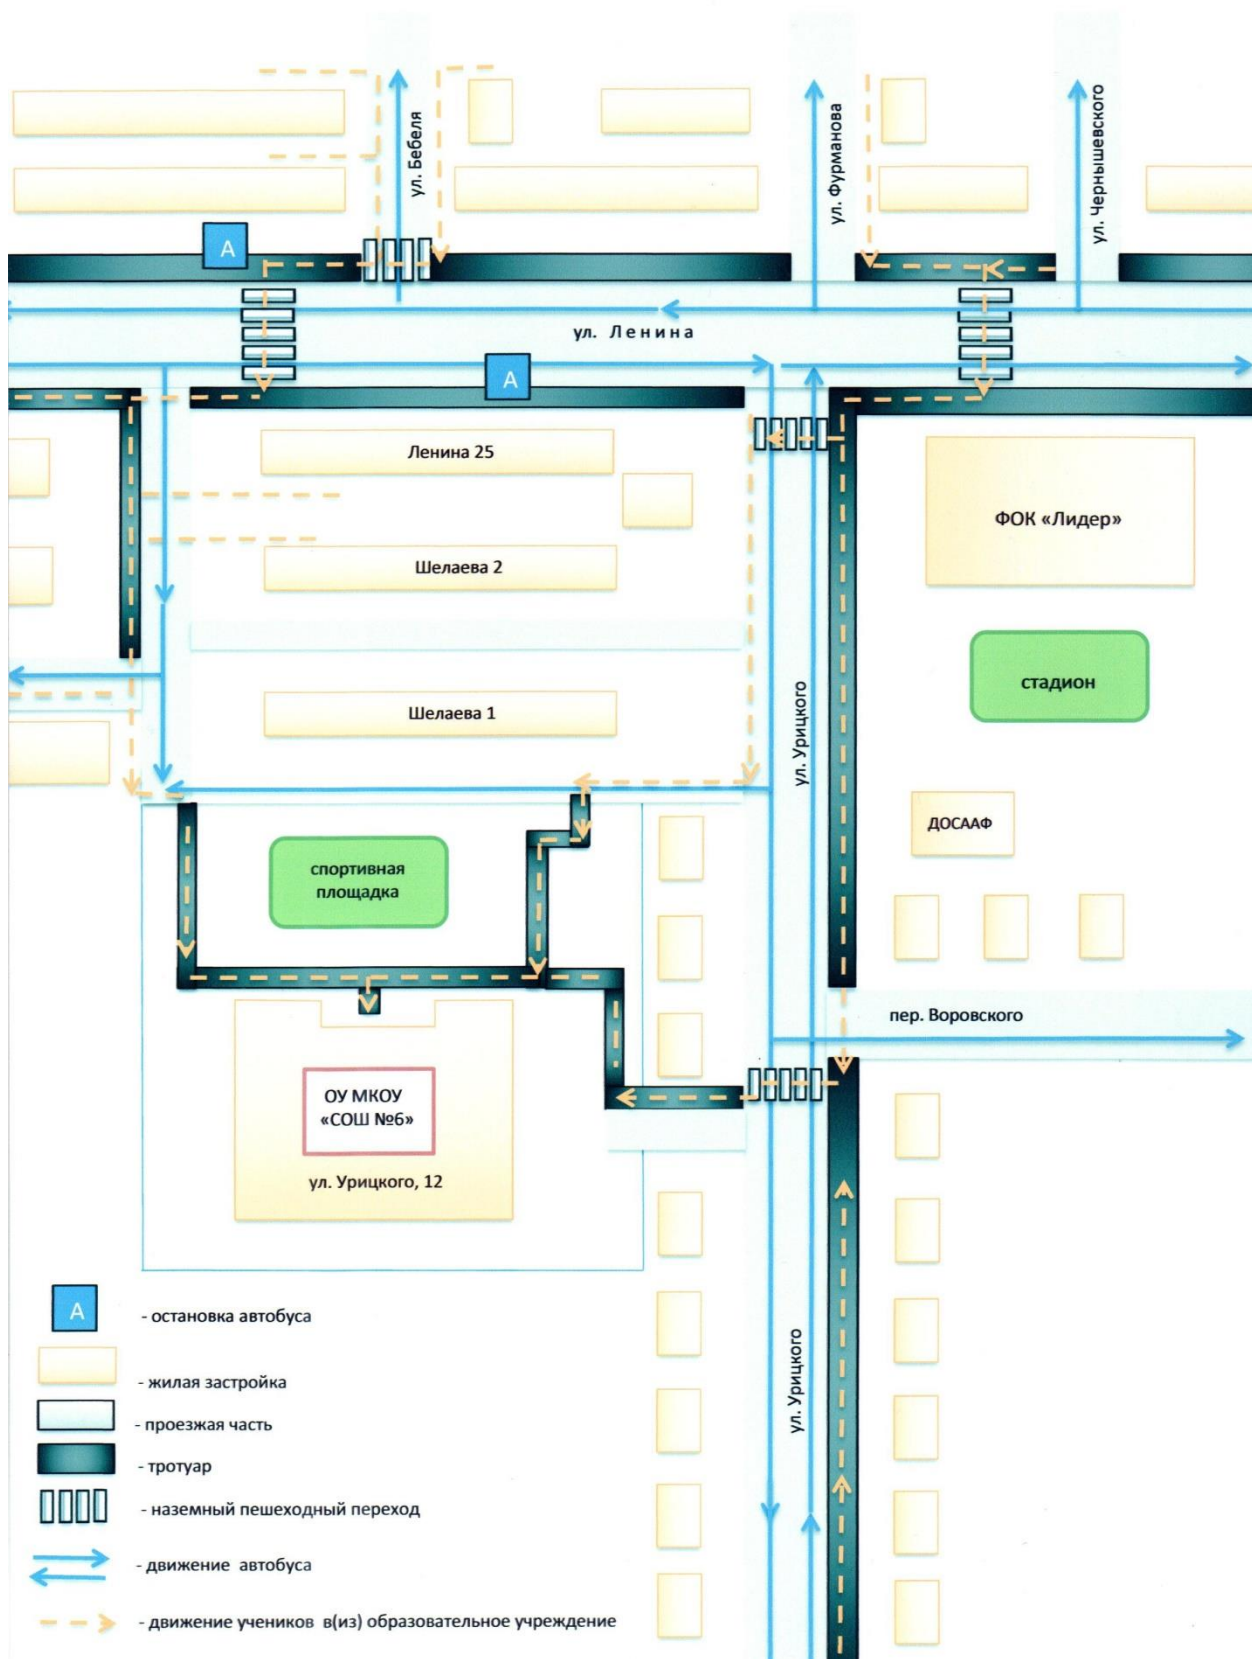 ул. Бебеля
ул. Фурманова
ул. Чернышевского
А
ул. Ленина
А
Ленина 25
ФОК «Лидер»
Шелаева 2
стадион
Шелаева 1
ул. Урицкого
ДОСААФ
спортивная
площадка
пер. Воровского
ОУ МКОУ
«СОШ №6»
ул. Урицкого, 12
А
- остановка автобуса
- жилая застройка
- проезжая часть
- тротуар
- наземный пешеходный переход
- движение автобуса
- движение учеников в(из) образовательное учреждение
ул. Урицкого